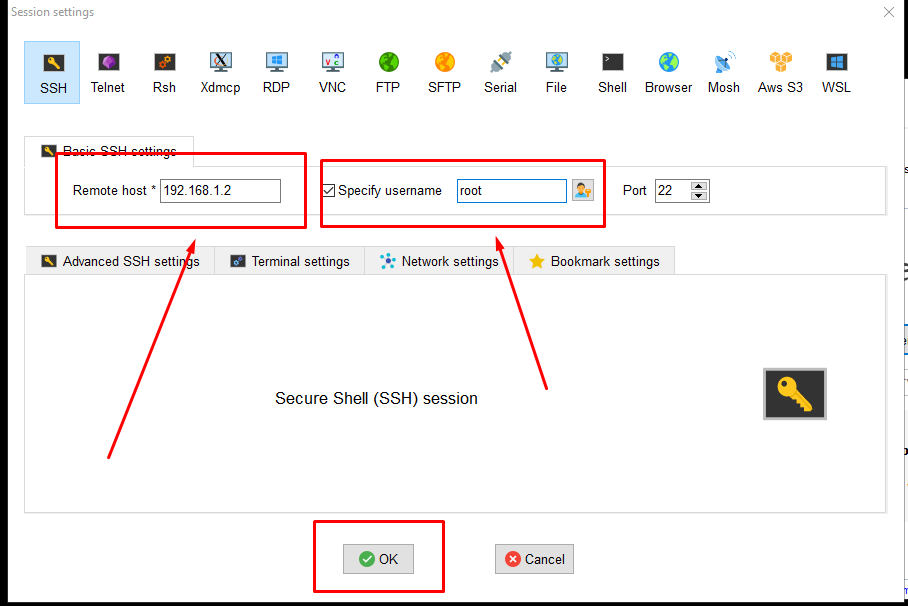 Session settings
SSH Telnet Rsh Xdmcp RDP VNC FTP SFTP Serial File Shell Browser Mosh Aws S3 WSL
Basic SSH settings
Remote host * 192.168.1.2 Specify username root Port 22
Advanced SSH settings Terminal settings Network settings Bookmark settings
Secure Shell (SSH) session
OK Cancel